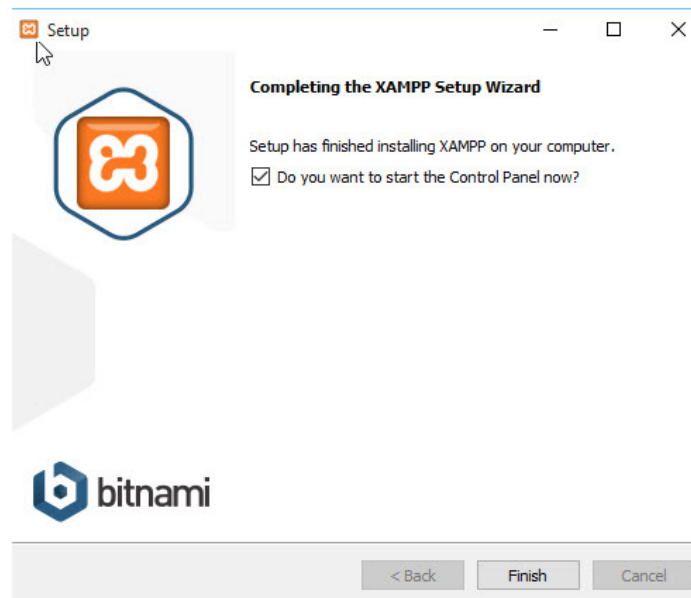 Setup
Completing the XAMPP Setup Wizard
Setup has finished installing XAMPP on your computer.
Do you want to start the Control Panel now?
bitnami
< Back Finish Cancel